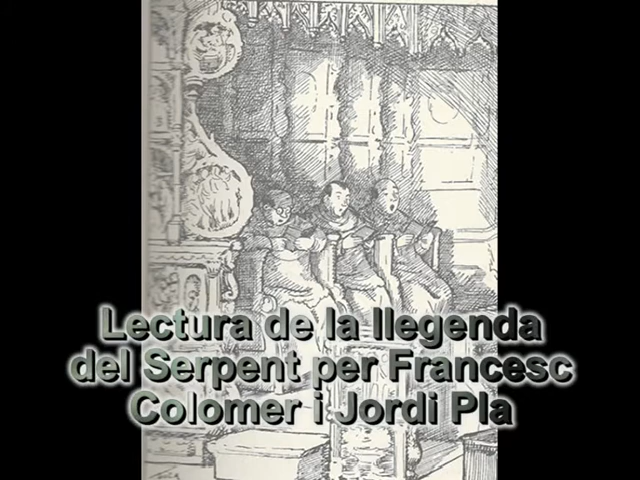 Lectura de la llegenda
del Serpent per Francesc
Colomer i Jordi Pla